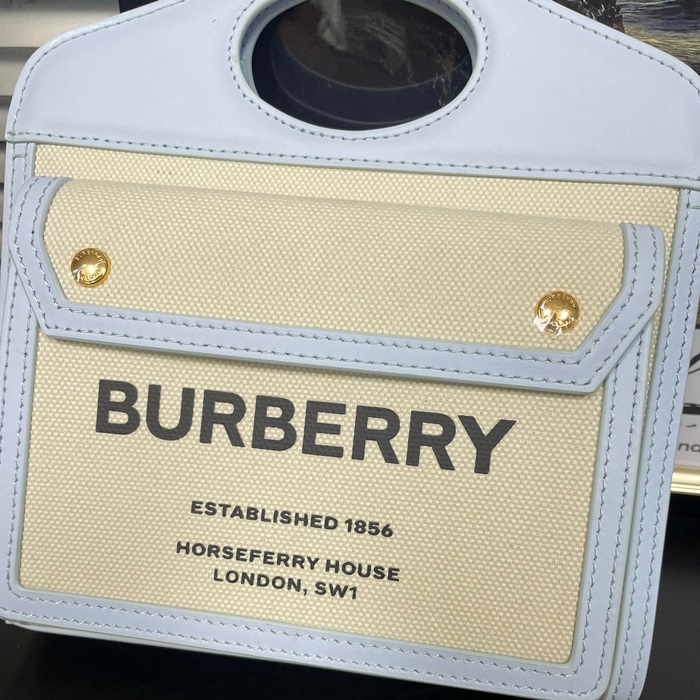 BURBERRY
ESTABLISHED 1856
HORSEFERRY HOUSE
LONDON, SW1